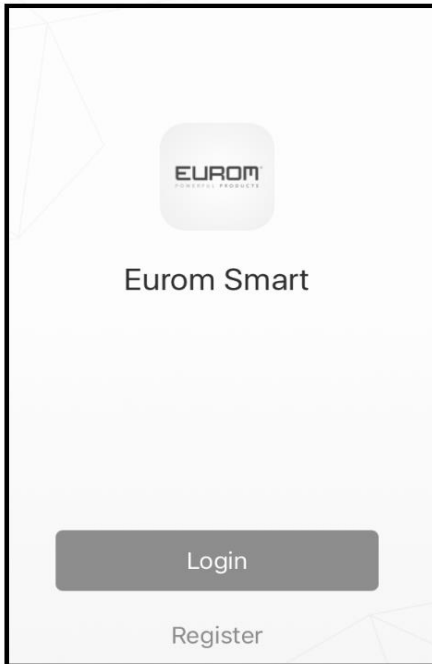 EUROM
POWERFUL PRODUCTS
Eurom Smart
Login
Register